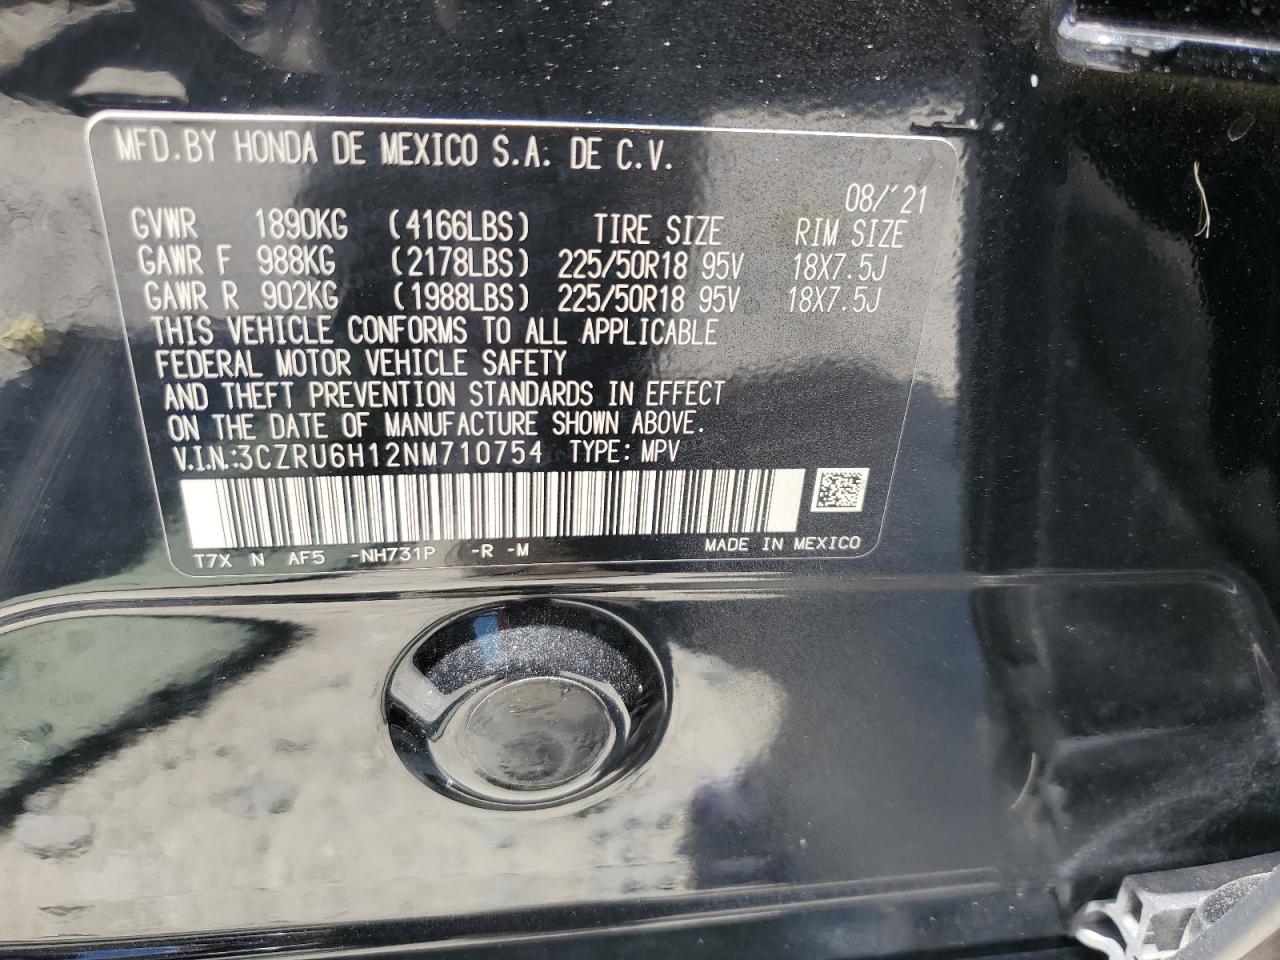 MFD.BY HONDA DE MEXICO S.A. DE C.V.
08/'21
GVWR 1890KG (4166LBS) TIRE SIZE RIM SIZE
GAWR F 988KG (2178LBS) 225/50R18 95V 18X7.5J
GAWR R 902KG (1988LBS) 225/50R18 95V 18X7.5J
THIS VEHICLE CONFORMS TO ALL APPLICABLE
FEDERAL MOTOR VEHICLE SAFETY
AND THEFT PREVENTION STANDARDS IN EFFECT
ON THE DATE OF MANUFACTURE SHOWN ABOVE.
V.I.N.:3CZRU6H12NM710754 TYPE: MPV
T7X N AF5 -NH731P -R -M MADE IN MEXICO